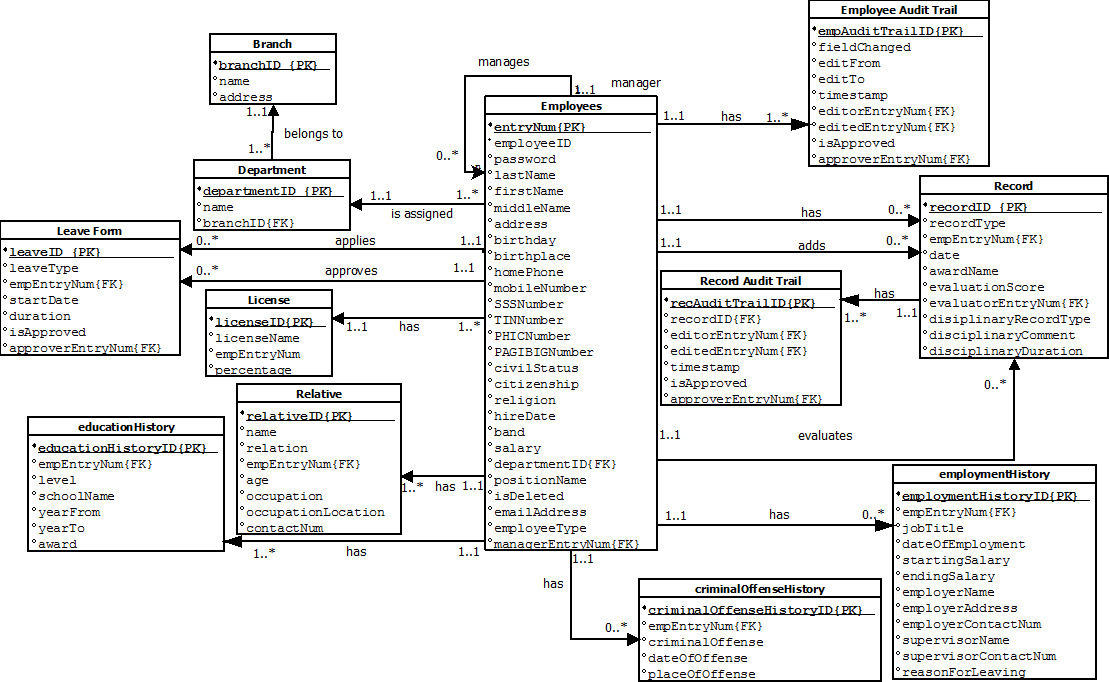 Employee Audit Trail
empAuditTrailID{PK}
fieldChanged
editFrom
editTo
timestamp
editorEntryNum{FK}
editedEntryNum{FK}
isApproved
approverEntryNum{FK}
Branch
branchID {PK}
name
address
1..1
belongs to
1..*
manages
1..1
manager
0..*
Employees
entryNum{PK}
employeeID
password
lastName
firstName
middleName
address
birthday
birthplace
homePhone
mobileNumber
SSSNumber
TINNumber
PHICNumber
PAGIBIGNumber
civilStatus
citizenship
religion
hireDate
band
salary
departmentID{FK}
positionName
isDeleted
emailAddress
employeeType
managerEntryNum{FK}
1..1
has
1..*
Department
departmentID {PK}
name
branchID{FK}
1..1
1..*
is assigned
Record
recordID {PK}
recordType
empEntryNum{FK}
date
awardName
evaluationScore
evaluatorEntryNum{FK}
disiplinaryRecordType
disciplinaryComment
disciplinaryDuration
1..1
has
0..*
1..1
adds
0..*
Leave Form
leaveID {PK}
leaveType
empEntryNum{FK}
startDate
duration
isApproved
approverEntryNum{FK}
0..*
applies
1..1
0..*
approves
1..1
Record Audit Trail
recAuditTrailID{PK}
recordID{FK}
editorEntryNum{FK}
editedEntryNum{FK}
timestamp
isApproved
approverEntryNum{FK}
has
1..*
1..1
License
licenseID{PK}
licenseName
empEntryNum
percentage
1..1
has
1..*
Relative
relativeID{PK}
name
relation
empEntryNum{FK}
age
occupation
occupationLocation
contactNum
1..*
has
1..1
0..*
1..1
evaluates
educationHistory
educationHistoryID{PK}
empEntryNum{FK}
level
schoolName
yearFrom
yearTo
award
1..*
has
1..1
employmentHistory
employmentHistoryID{PK}
empEntryNum{FK}
jobTitle
dateOfEmployment
startingSalary
endingSalary
employerName
employerAddress
employerContactNum
supervisorName
supervisorContactNum
reasonForLeaving
1..1
has
0..*
1..1
has
0..*
criminalOffenseHistory
criminalOffenseHistoryID{PK}
empEntryNum{FK}
criminalOffense
dateOfOffense
placeOfOffense